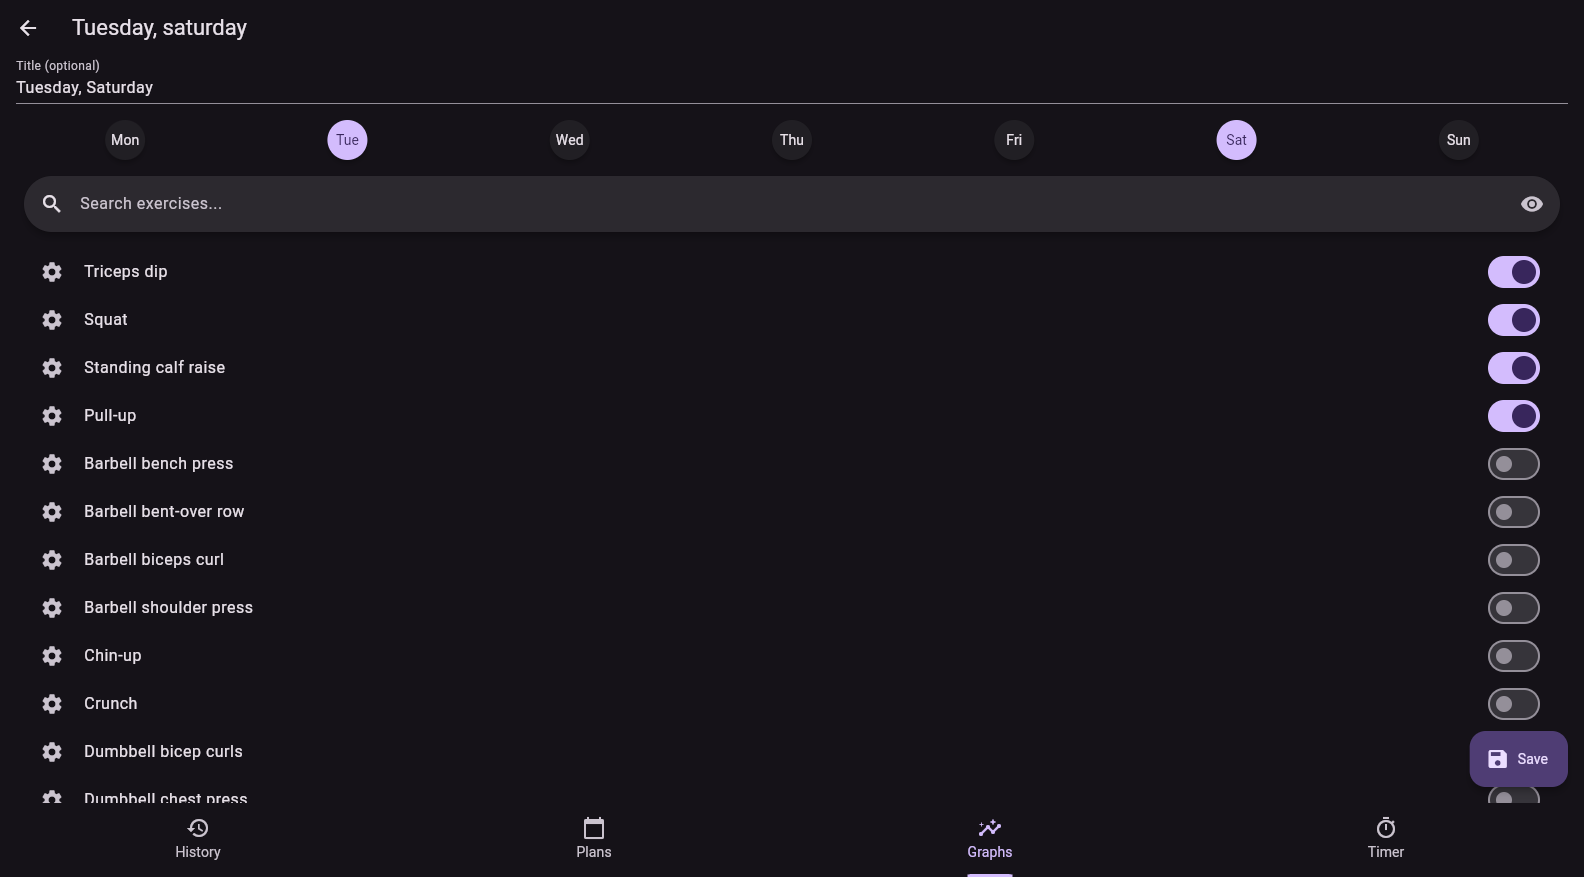 Tuesday, saturday
Title (optional)
Tuesday, Saturday
Mon Tue Wed Thu Fri Sat Sun
Search exercises...
Triceps dip
Squat
Standing calf raise
Pull-up
Barbell bench press
Barbell bent-over row
Barbell biceps curl
Barbell shoulder press
Chin-up
Crunch
Dumbbell bicep curls
Save
Dumbbell chest press
History Plans Graphs Timer